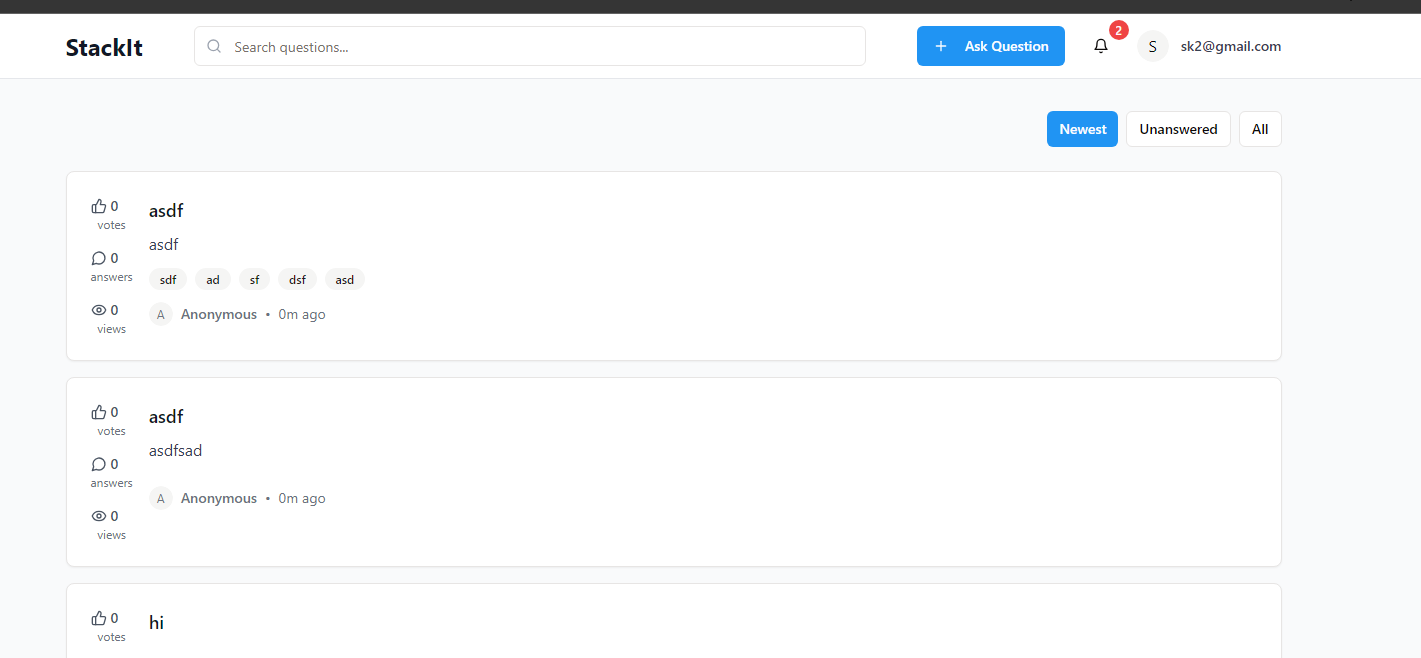 StackIt
Search questions...
Ask Question
2
S
sk2@gmail.com
Newest
Unanswered
All
0
votes
0
answers
0
views
asdf
asdf
sdf ad sf dsf asd
A Anonymous • 0m ago
0
votes
0
answers
0
views
asdf
asdfsad
A Anonymous • 0m ago
0
votes
hi